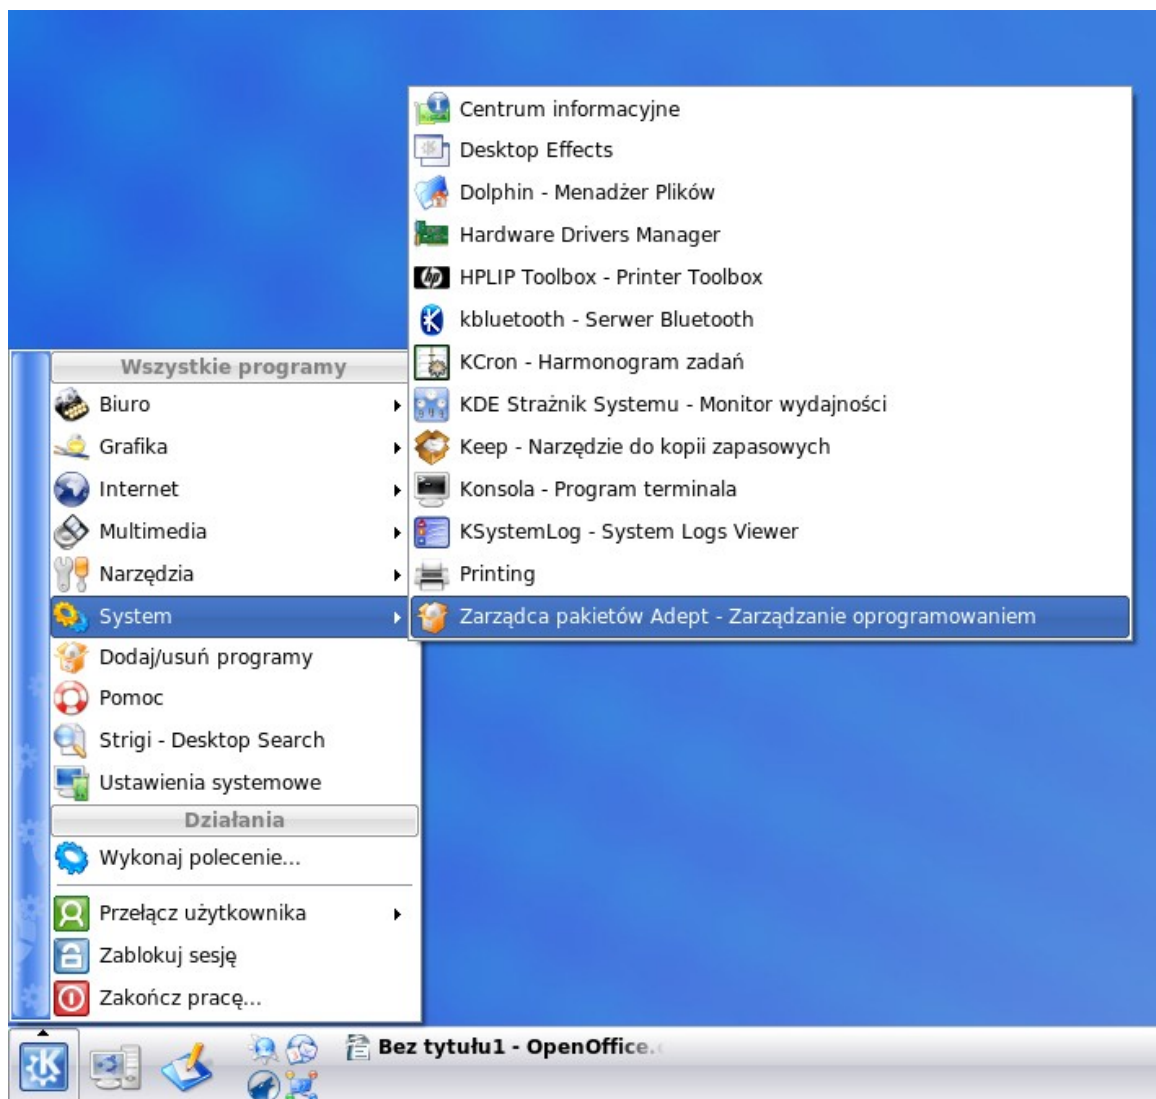 Centrum informacyjne
Desktop Effects
Dolphin - Menadżer Plików
Hardware Drivers Manager
HPLIP Toolbox - Printer Toolbox
kbluetooth - Serwer Bluetooth
KCron - Harmonogram zadań
KDE Strażnik Systemu - Monitor wydajności
Keep - Narzędzie do kopii zapasowych
Konsola - Program terminala
KSystemLog - System Logs Viewer
Printing
Zarządca pakietów Adept - Zarządzanie oprogramowaniem
Wszystkie programy
Biuro
Grafika
Internet
Multimedia
Narzędzia
System
Dodaj/usuń programy
Pomoc
Strigi - Desktop Search
Ustawienia systemowe
Działania
Wykonaj polecenie...
Przełącz użytkownika
Zablokuj sesję
Zakończ pracę...
Bez tytułu1 - OpenOffice.